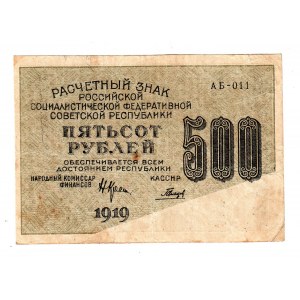 РАСЧЕТНЫЙ ЗНАК
РОССИЙСКОЙ
СОЦИАЛИСТИЧЕСКОЙ ФЕДЕРАТИВНОЙ
СОВЕТСКОЙ РЕСПУБЛИКИ
АБ-011
ПЯТЬСОТ
РУБЛЕЙ
500
ОБЕСПЕЧИВАЕТСЯ ВСЕМ
ДОСТОЯНИЕМ РЕСПУБЛИКИ
НАРОДНЫЙ КОМИССАР
ФИНАНСОВ
КАССИР
1919